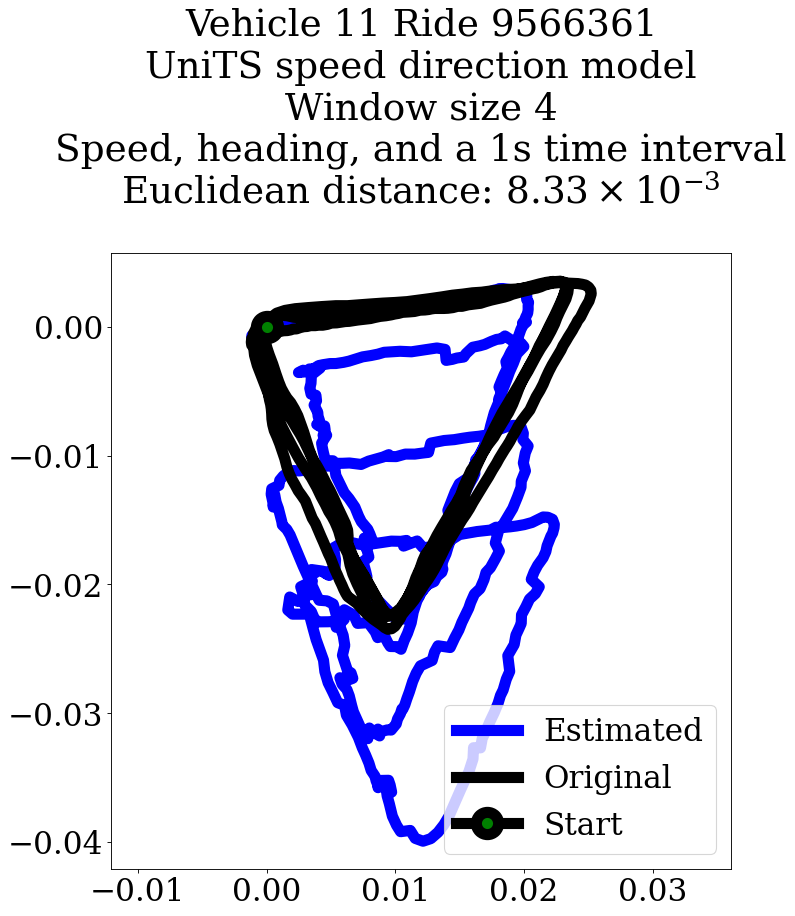 Vehicle 11 Ride 9566361
UniTS speed direction model
Window size 4
Speed, heading, and a 1s time interval
Euclidean distance: 8.33 × 10⁻³
0.00
−0.01
−0.02
−0.03
−0.04
Estimated
Original
Start
−0.01 0.00 0.01 0.02 0.03